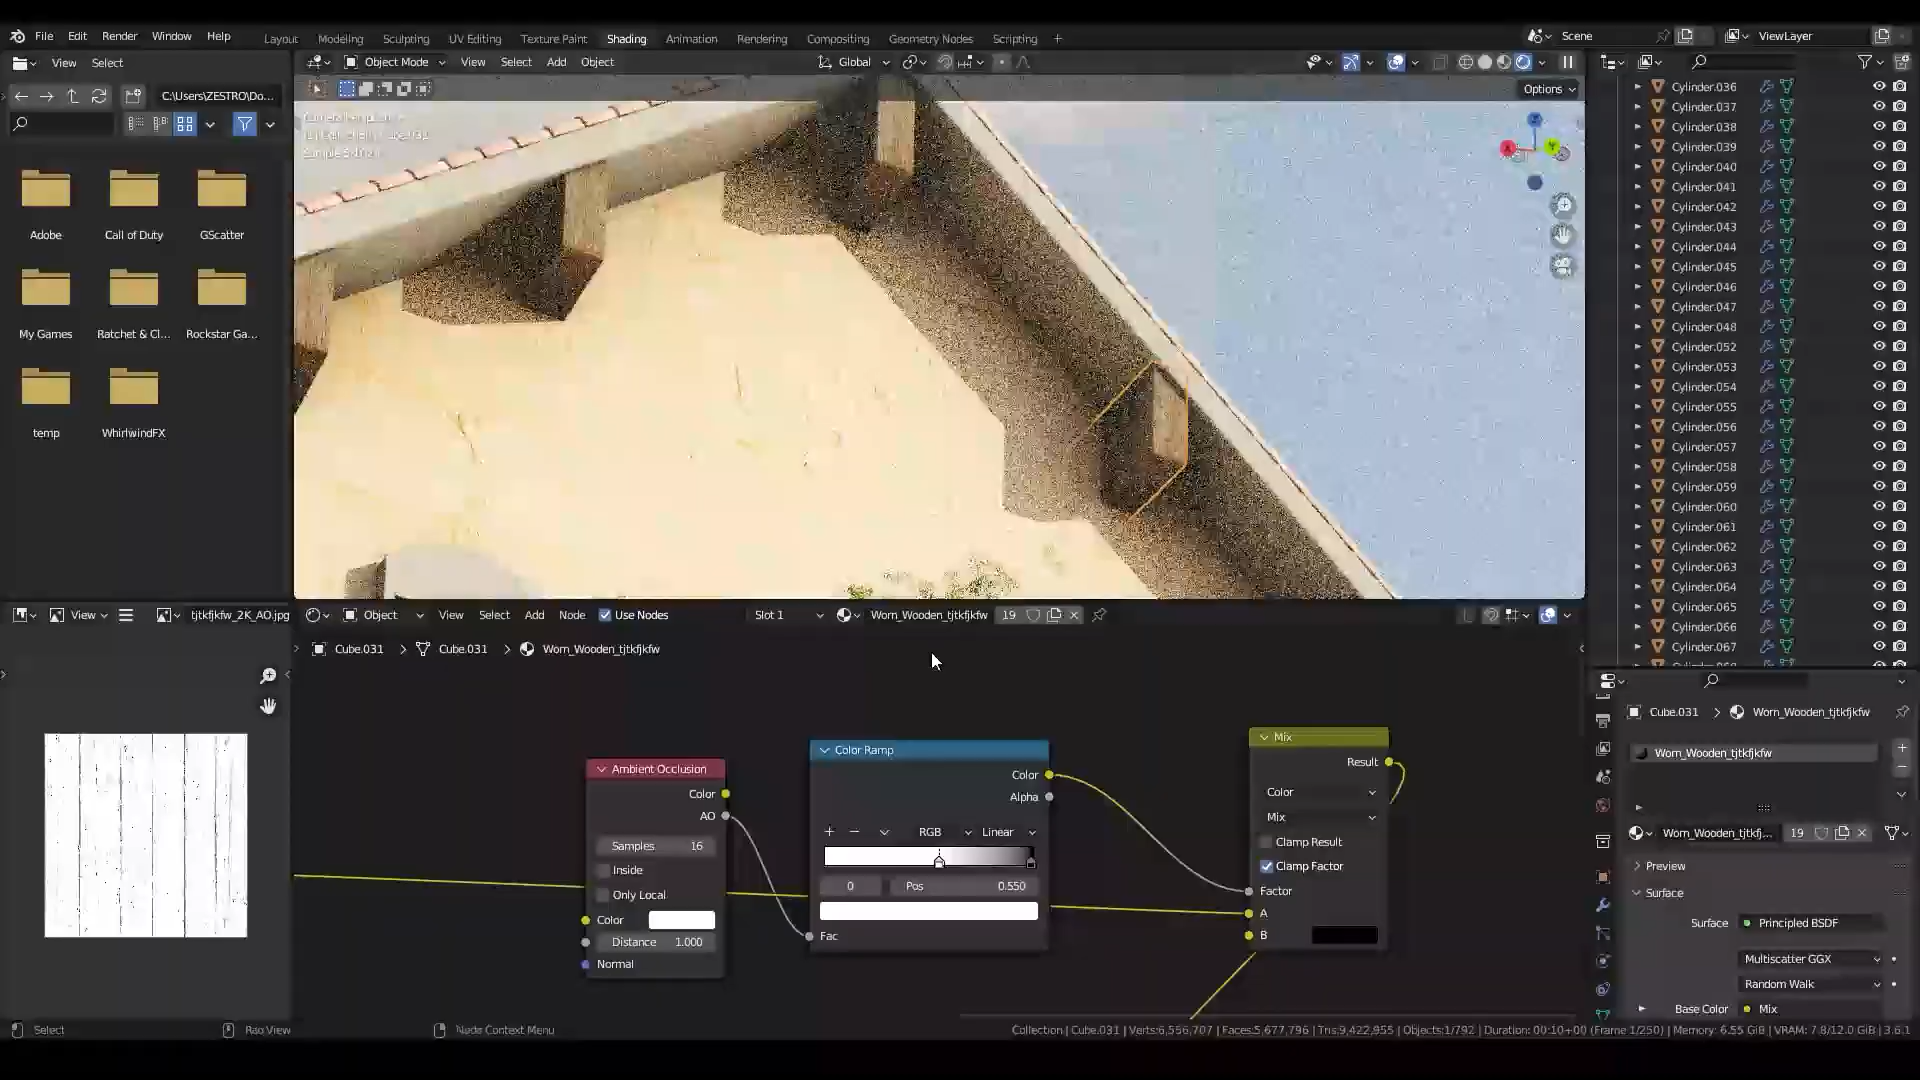 File Edit Render Window Help
Layout Modeling Sculpting UV Editing Texture Paint Shading Animation Rendering Compositing Geometry Nodes Scripting +
Scene
ViewLayer
View Select
Object Mode View Select Add Object
Global
C:\Users\ZESTRO\Do...
Options
Adobe
Call of Duty
GScatter
My Games
Ratchet & Cl...
Rockstar Ga...
temp
WhirlwindFX
X
Y
Z
Cylinder.036
Cylinder.037
Cylinder.038
Cylinder.039
Cylinder.040
Cylinder.041
Cylinder.042
Cylinder.043
Cylinder.044
Cylinder.045
Cylinder.046
Cylinder.047
Cylinder.048
Cylinder.052
Cylinder.053
Cylinder.054
Cylinder.055
Cylinder.056
Cylinder.057
Cylinder.058
Cylinder.059
Cylinder.060
Cylinder.061
Cylinder.062
Cylinder.063
Cylinder.064
Cylinder.065
Cylinder.066
Cylinder.067
View
tjtkfjkfw_2K_AO.jpg
Object View Select Add Node Use Nodes
Slot 1
Worn_Wooden_tjtkfjkfw 19
Cube.031 > Cube.031 > Worn_Wooden_tjtkfjkfw
Ambient Occlusion
Color
AO
Samples 16
Inside
Only Local
Color
Distance 1.000
Normal
Color Ramp
Color
Alpha
+ − RGB Linear
0 Pos 0.550
Fac
Mix
Result
Color
Mix
Clamp Result
Clamp Factor
Factor
A
B
Cube.031 > Worn_Wooden_tjtkfjkfw
Worn_Wooden_tjtkfjkfw
Worn_Wooden_tjtkfj... 19
Preview
Surface
Surface Principled BSDF
Multiscatter GGX
Random Walk
Base Color Mix
Select
Node Context Menu
Collection | Cube.031 | Verts:6,556,707 | Faces:5,677,796 | Tris:9,422,955 | Objects:1/792 | Duration: 00:10+00 (Frame 1/250) | Memory: 6.55 GiB | VRAM: 7.8/12.0 GiB | 3.6.1